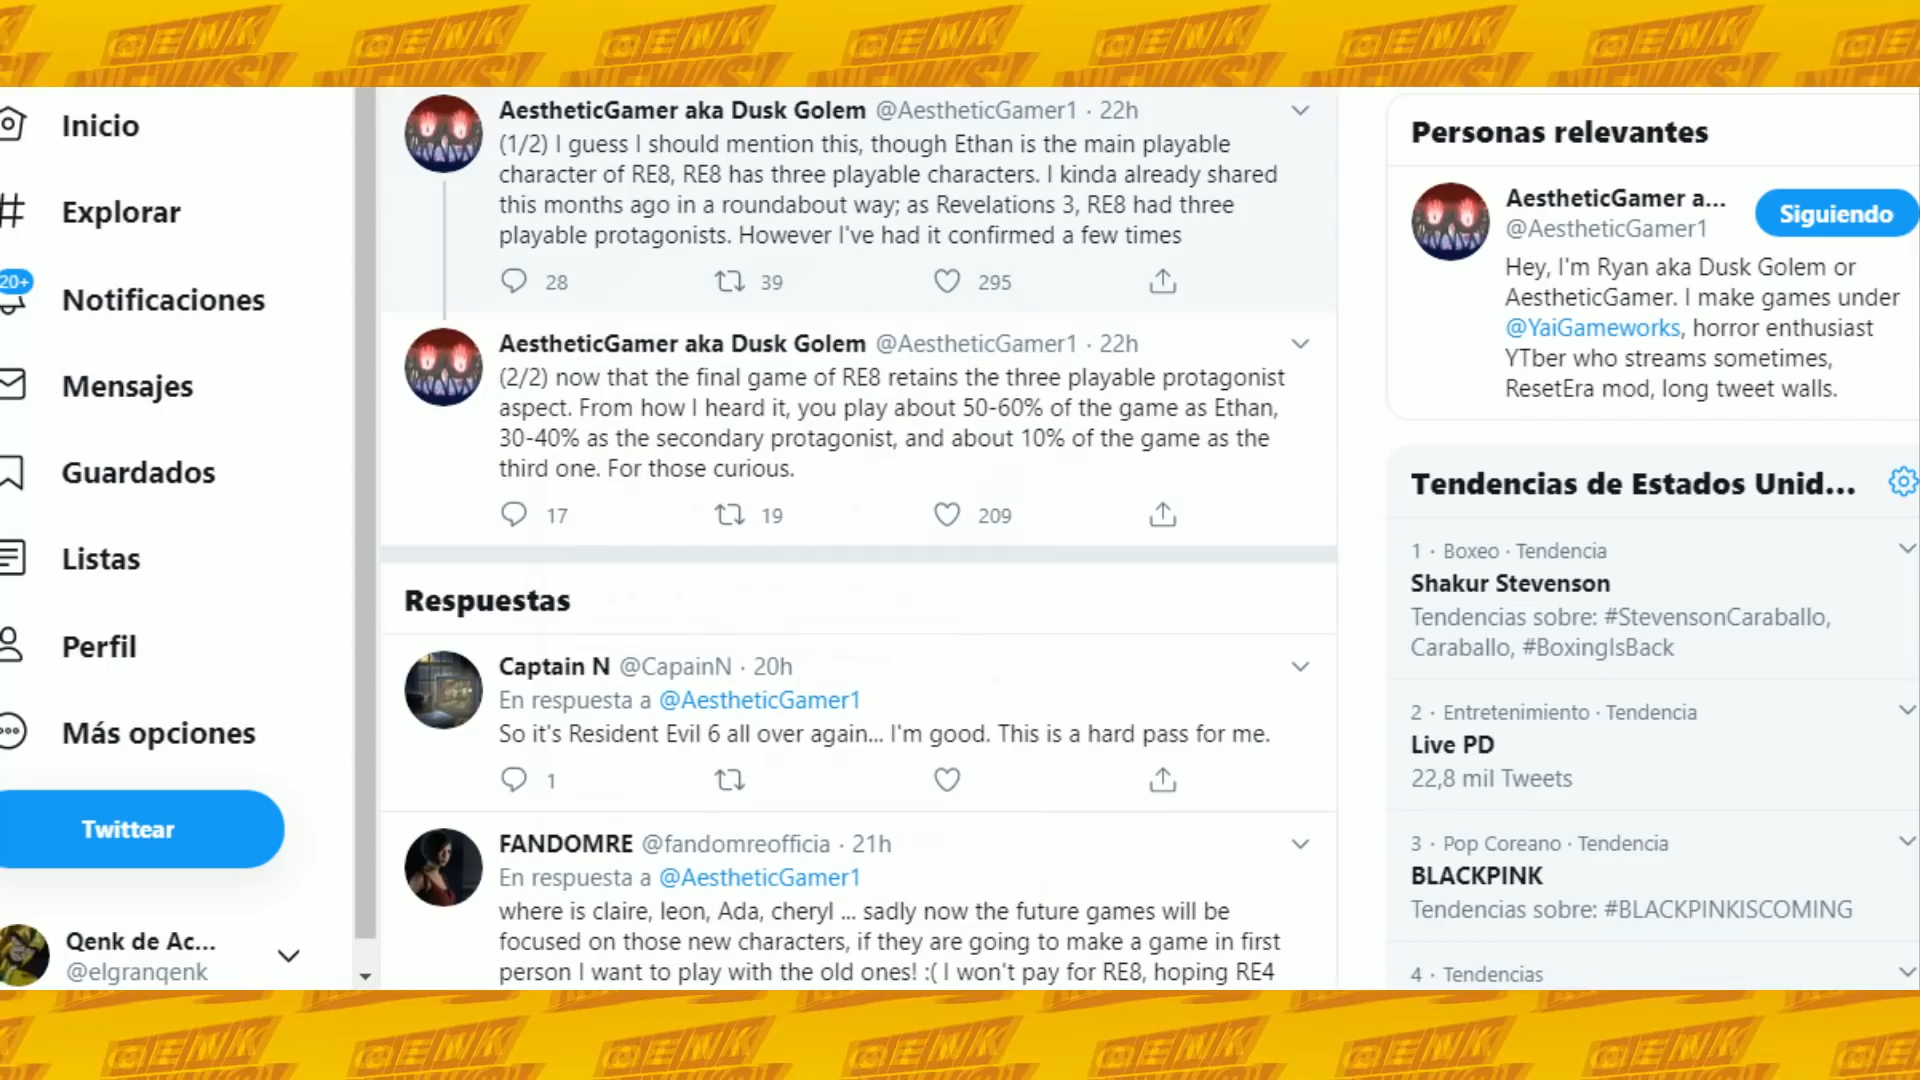 QENK NEWS!
Inicio
Explorar
20+
Notificaciones
Mensajes
Guardados
Listas
Perfil
Más opciones
Twittear
Qenk de Ac...
@elgranqenk
AestheticGamer aka Dusk Golem @AestheticGamer1 · 22h
(1/2) I guess I should mention this, though Ethan is the main playable
character of RE8, RE8 has three playable characters. I kinda already shared
this months ago in a roundabout way; as Revelations 3, RE8 had three
playable protagonists. However I've had it confirmed a few times
28 39 295
AestheticGamer aka Dusk Golem @AestheticGamer1 · 22h
(2/2) now that the final game of RE8 retains the three playable protagonist
aspect. From how I heard it, you play about 50-60% of the game as Ethan,
30-40% as the secondary protagonist, and about 10% of the game as the
third one. For those curious.
17 19 209
Respuestas
Captain N @CapainN · 20h
En respuesta a @AestheticGamer1
So it's Resident Evil 6 all over again... I'm good. This is a hard pass for me.
1
FANDOMRE @fandomreofficia · 21h
En respuesta a @AestheticGamer1
where is claire, leon, Ada, cheryl ... sadly now the future games will be
focused on those new characters, if they are going to make a game in first
person I want to play with the old ones! :( I won't pay for RE8, hoping RE4
Personas relevantes
AestheticGamer a...
@AestheticGamer1
Siguiendo
Hey, I'm Ryan aka Dusk Golem or
AestheticGamer. I make games under
@YaiGameworks, horror enthusiast
YTber who streams sometimes,
ResetEra mod, long tweet walls.
Tendencias de Estados Unid...
1 · Boxeo · Tendencia
Shakur Stevenson
Tendencias sobre: #StevensonCaraballo,
Caraballo, #BoxingIsBack
2 · Entretenimiento · Tendencia
Live PD
22,8 mil Tweets
3 · Pop Coreano · Tendencia
BLACKPINK
Tendencias sobre: #BLACKPINKISCOMING
4 · Tendencias